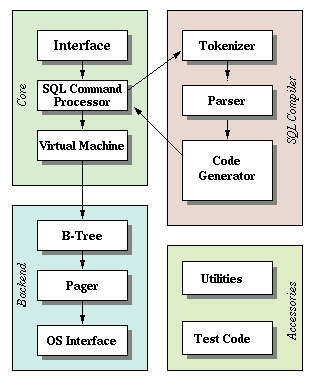 Core
Interface
SQL Command
Processor
Virtual Machine
SQL Compiler
Tokenizer
Parser
Code
Generator
Backend
B-Tree
Pager
OS Interface
Accessories
Utilities
Test Code